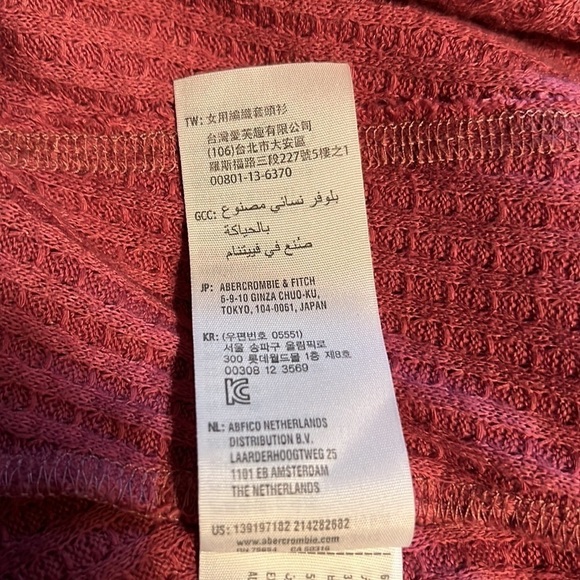 TW: 女用編織套頭衫
台灣愛芙趣有限公司
(106)台北市大安區
羅斯福路三段227號5樓之1
00801-13-6370
GCC: بلوفر نسائي مصنوع
بالحياكة
صُنع في فييتنام
JP: ABERCROMBIE & FITCH
6-9-10 GINZA CHUO-KU,
TOKYO, 104-0061, JAPAN
KR: (우편번호 05551)
서울 송파구 올림픽로
300 롯데월드몰 1층 제8호
00308 12 3569
NL: ABFICO NETHERLANDS
DISTRIBUTION B.V.
LAARDERHOOGTWEG 25
1101 EB AMSTERDAM
THE NETHERLANDS
US: 139197182 214282682
www.abercrombie.com